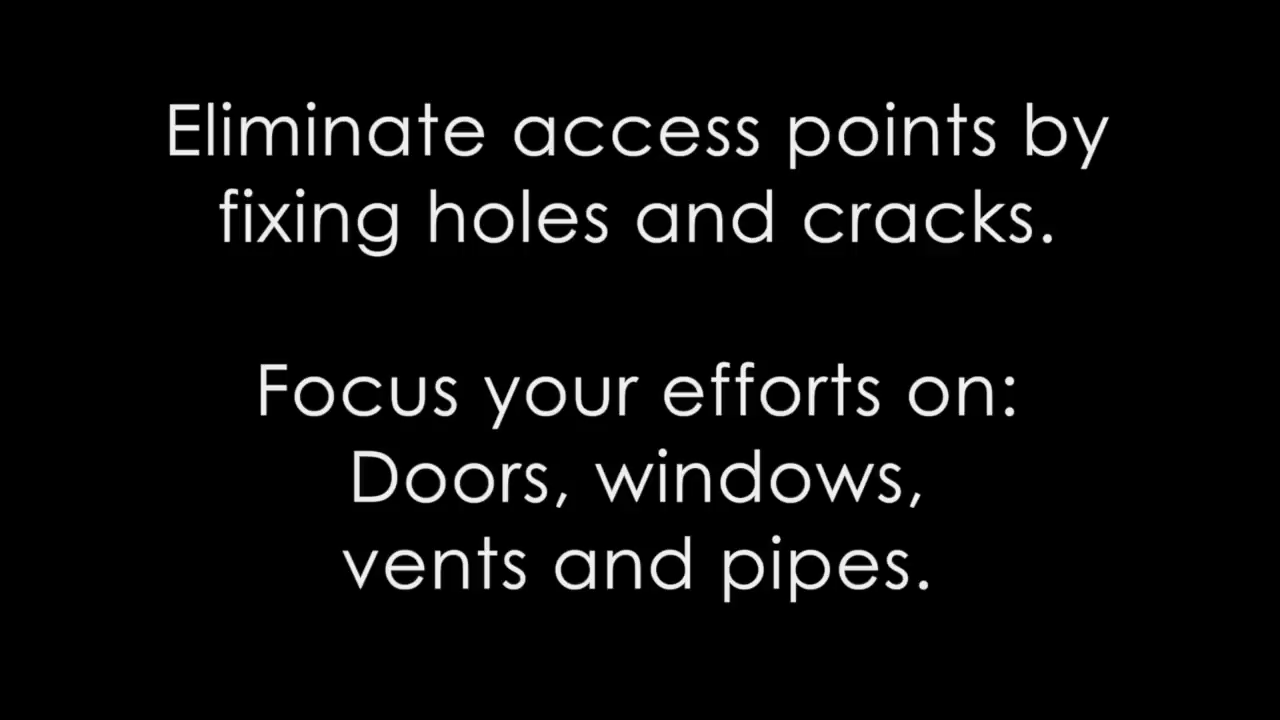 Eliminate access points by
fixing holes and cracks.
Focus your efforts on:
Doors, windows,
vents and pipes.